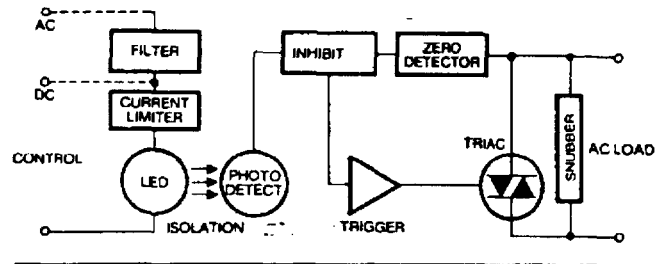 AC
FILTER
DC
CURRENT
LIMITER
CONTROL
LED
PHOTO
DETECT
ISOLATION
INHIBIT
ZERO
DETECTOR
TRIGGER
TRIAC
SNUBBER
AC LOAD